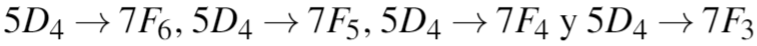 5D₄ → 7F₆, 5D₄ → 7F₅, 5D₄ → 7F₄ y 5D₄ → 7F₃